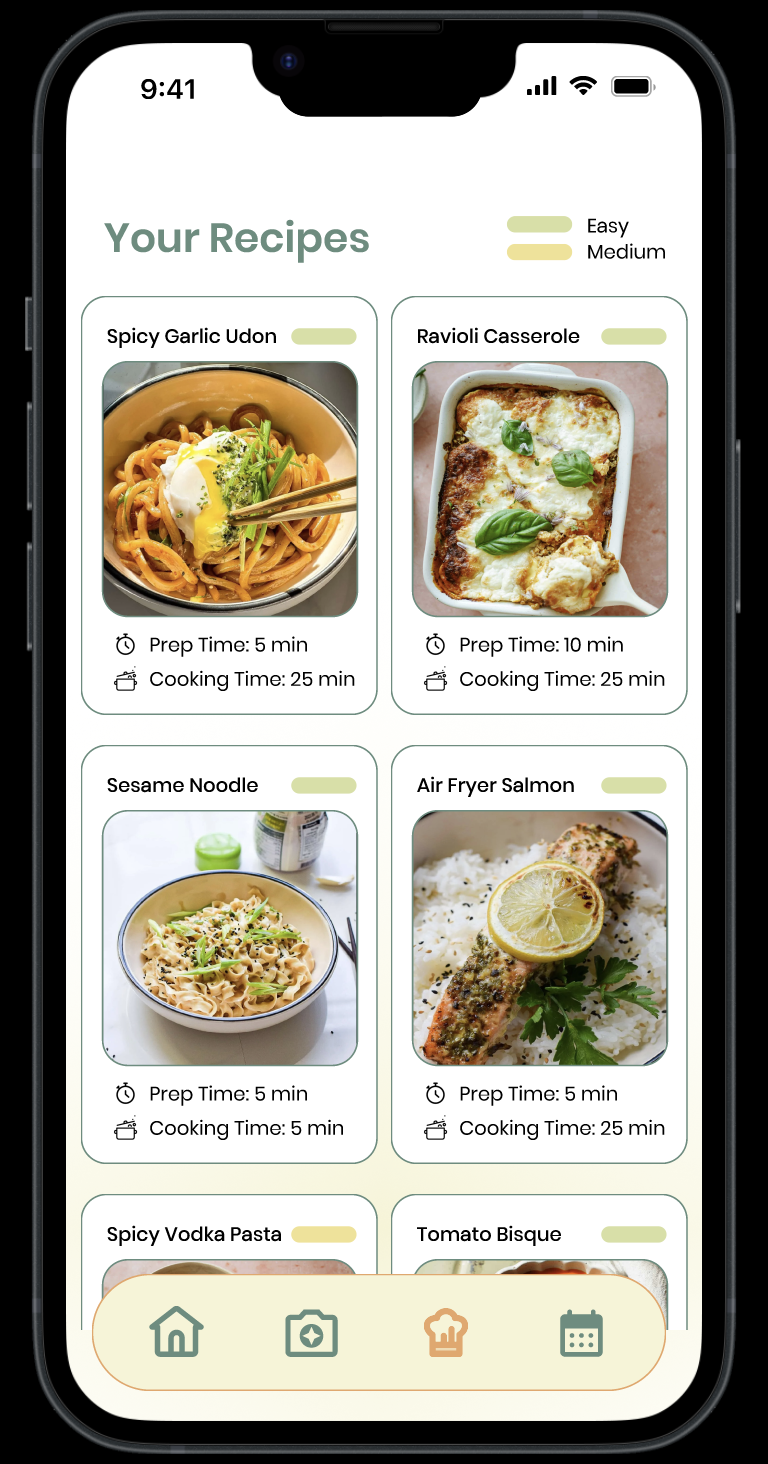 9:41
Your Recipes
Easy
Medium
Spicy Garlic Udon
Ravioli Casserole
Prep Time: 5 min
Cooking Time: 25 min
Prep Time: 10 min
Cooking Time: 25 min
Sesame Noodle
Air Fryer Salmon
Prep Time: 5 min
Cooking Time: 5 min
Prep Time: 5 min
Cooking Time: 25 min
Spicy Vodka Pasta
Tomato Bisque